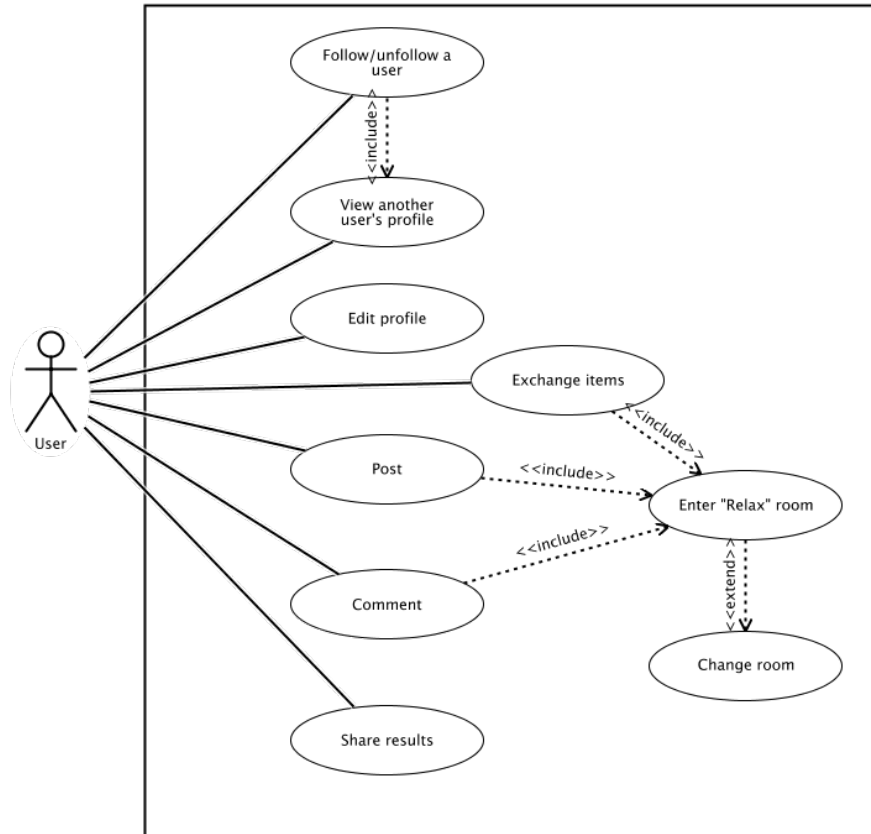 Follow/unfollow a
user
<<include>>
View another
user's profile
Edit profile
Exchange items
<<include>>
User
Post
<<include>>
Enter "Relax" room
<<include>>
<<extend>>
Comment
Change room
Share results